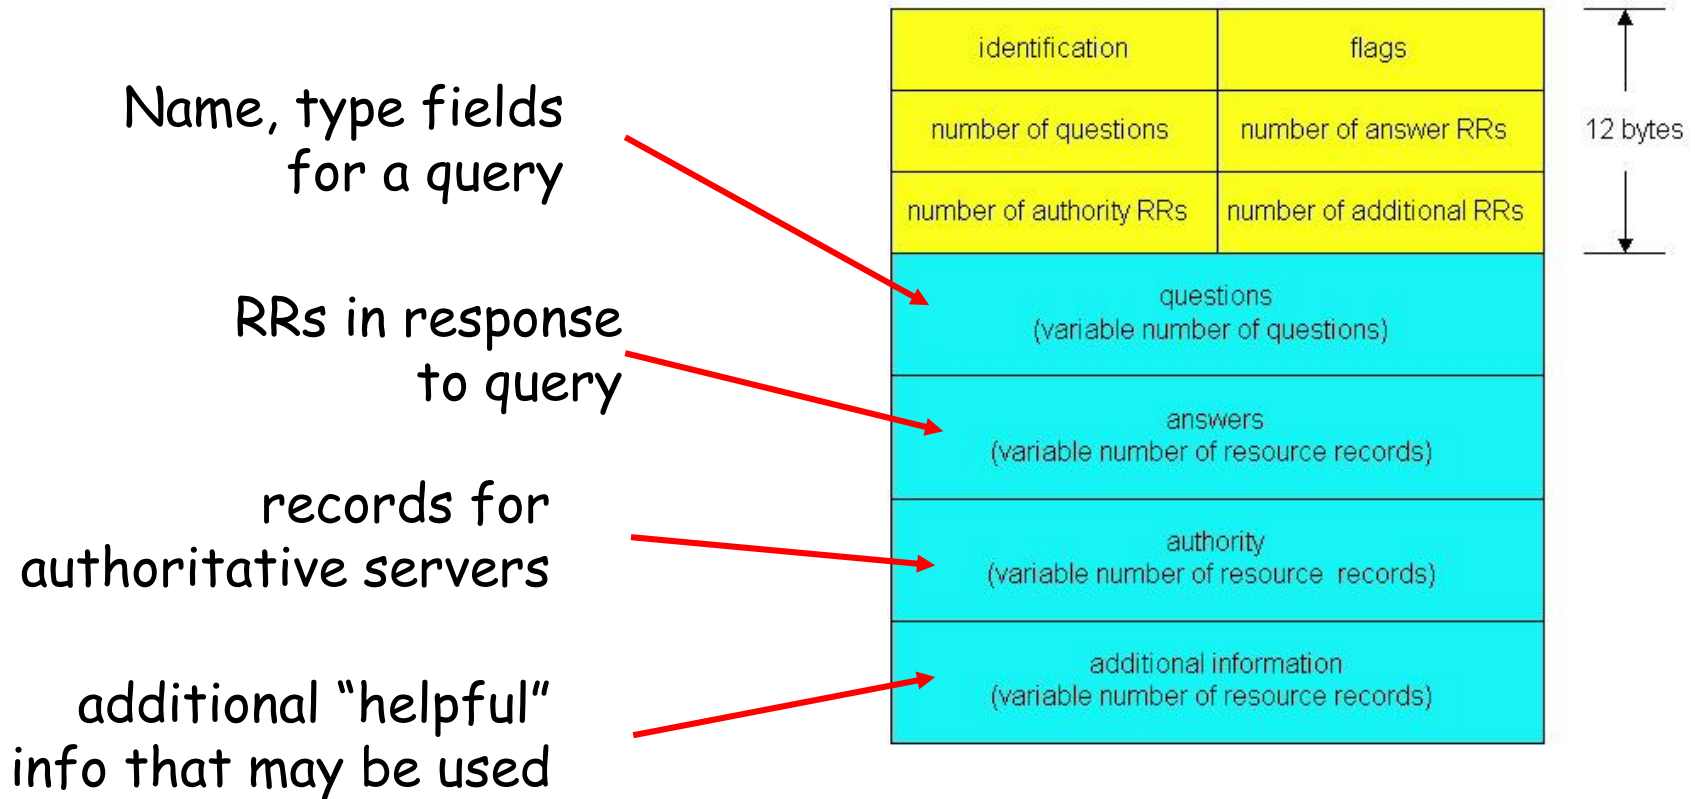 Name, type fields
for a query
RRs in response
to query
records for
authoritative servers
additional “helpful”
info that may be used
identification
flags
number of questions
number of answer RRs
number of authority RRs
number of additional RRs
12 bytes
questions
(variable number of questions)
answers
(variable number of resource records)
authority
(variable number of resource records)
additional information
(variable number of resource records)